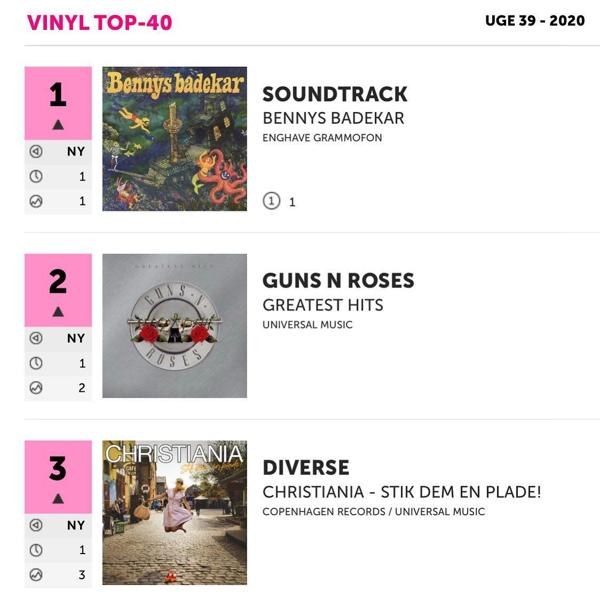 VINYL TOP-40
UGE 39 - 2020
1
NY
1
1
Bennys badekar
SOUNDTRACK
BENNYS BADEKAR
ENGHAVE GRAMMOFON
1 1
2
NY
1
2
GREATEST HITS
GUNS N'
ROSES
GUNS N ROSES
GREATEST HITS
UNIVERSAL MUSIC
3
NY
1
3
CHRISTIANIA
DIVERSE
CHRISTIANIA - STIK DEM EN PLADE!
COPENHAGEN RECORDS / UNIVERSAL MUSIC